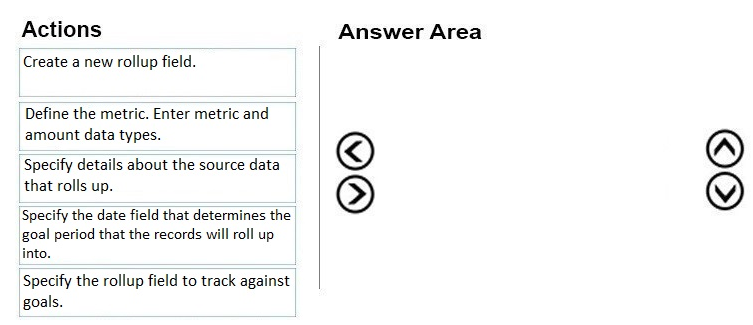 Actions
Create a new rollup field.
Define the metric. Enter metric and
amount data types.
Specify details about the source data
that rolls up.
Specify the date field that determines the
goal period that the records will roll up
into.
Specify the rollup field to track against
goals.
Answer Area